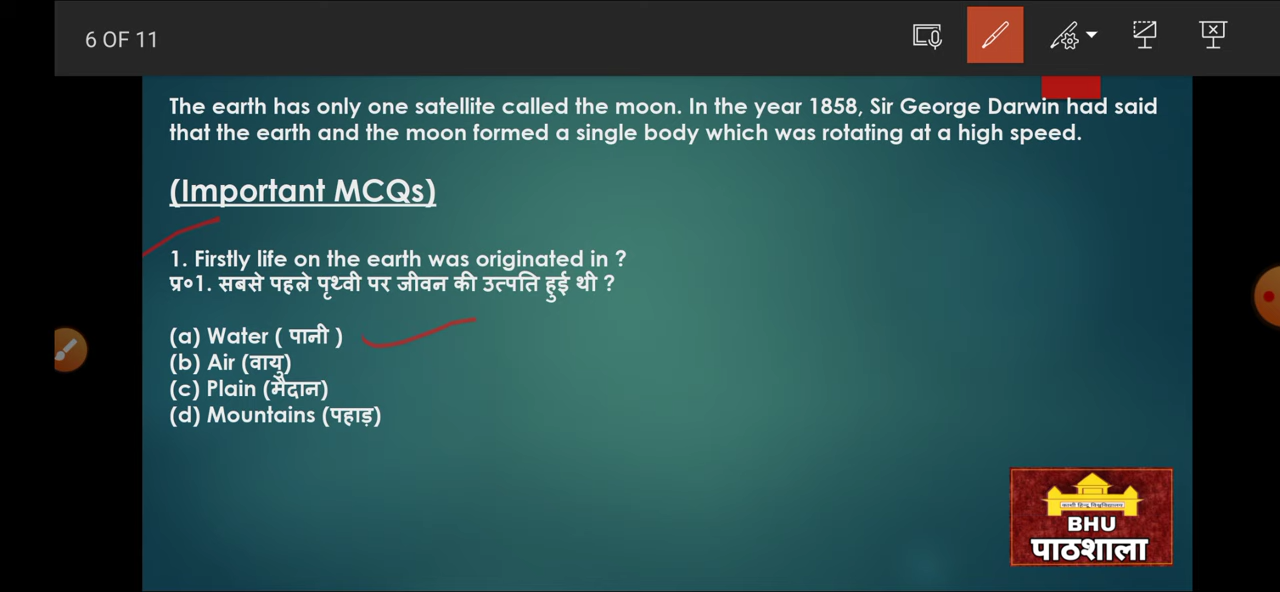 6 OF 11
The earth has only one satellite called the moon. In the year 1858, Sir George Darwin had said
that the earth and the moon formed a single body which was rotating at a high speed.
(Important MCQs)
1. Firstly life on the earth was originated in ?
प्र०1. सबसे पहले पृथ्वी पर जीवन की उत्पति हुई थी ?
(a) Water ( पानी )
(b) Air (वायु)
(c) Plain (मैदान)
(d) Mountains (पहाड़)
काशी हिन्दू विश्वविद्यालय
BHU
पाठशाला